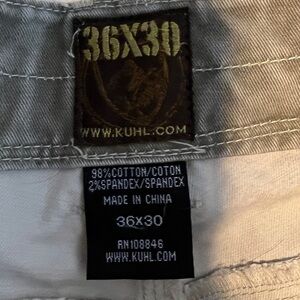 36X30
WWW.KUHL.COM
98%COTTON/COTON
2%SPANDEX/SPANDEX
MADE IN CHINA
36X30
RN108846
WWW.KUHL.COM